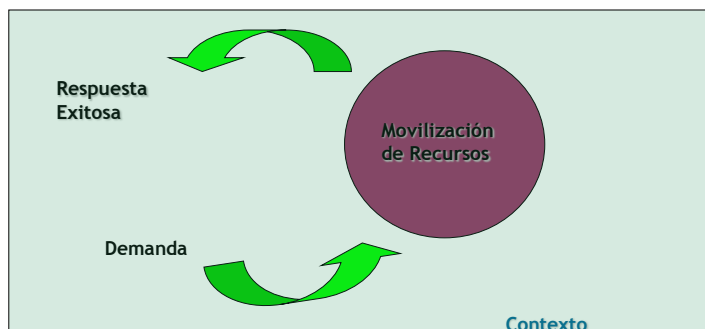 Respuesta
Exitosa
Movilización
de Recursos
Demanda
Contexto